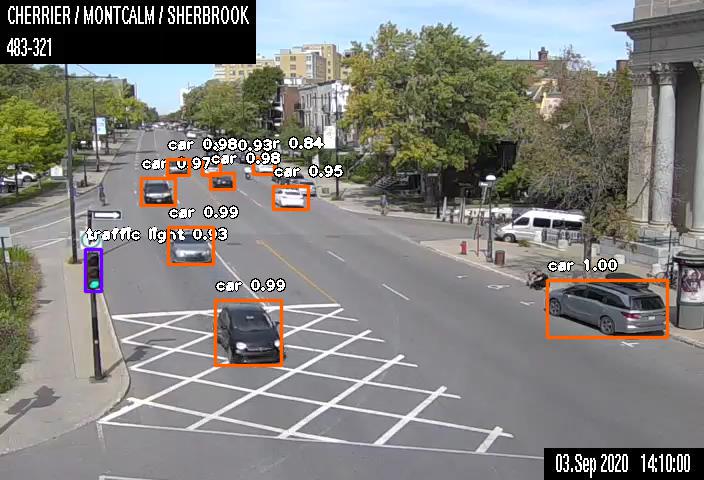 CHERRIER / MONTCALM / SHERBROOK
483-321
car 0.98
0.93
r 0.84
car 0.97
car 0.98
car 0.95
car 0.99
traffic light 0.93
car 1.00
car 0.99
03.Sep 2020 14:10:00